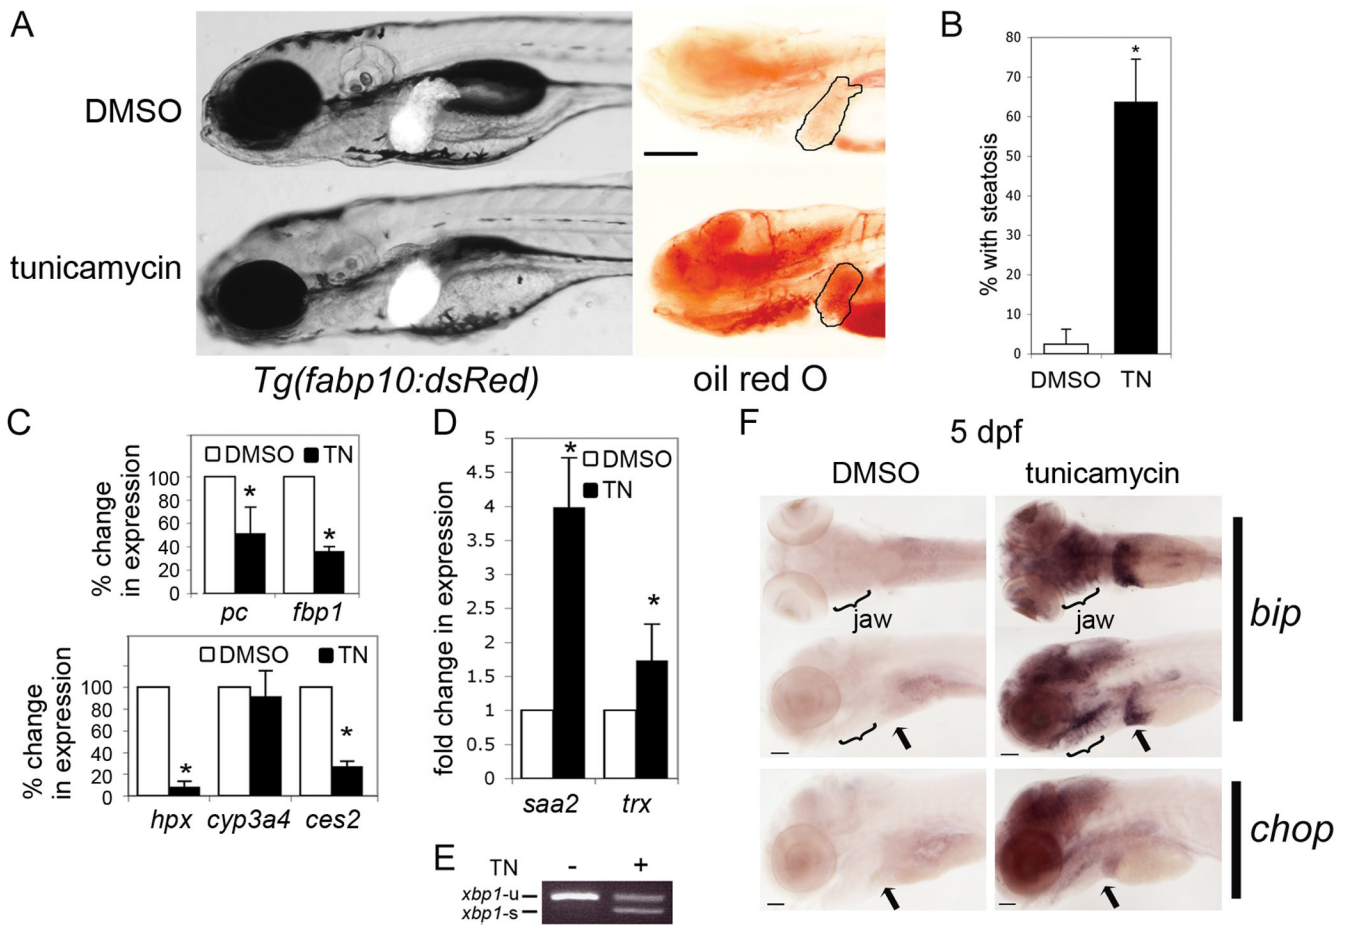 A
DMSO
tunicamycin
Tg(fabp10:dsRed)
oil red O
B
% with steatosis
80
70
60
50
40
30
20
10
0
*
DMSO TN
C
% change
in expression
DMSO TN
100
80
60
40
20
0
* *
pc fbp1
% change
in expression
DMSO TN
100
80
60
40
20
0
* *
hpx cyp3a4 ces2
D
fold change in expression
5
4.5
4
3.5
3
2.5
2
1.5
1
0.5
0
DMSO
TN
* *
saa2 trx
E
TN - +
xbp1-u
xbp1-s
F
5 dpf
DMSO tunicamycin
jaw jaw
bip
chop